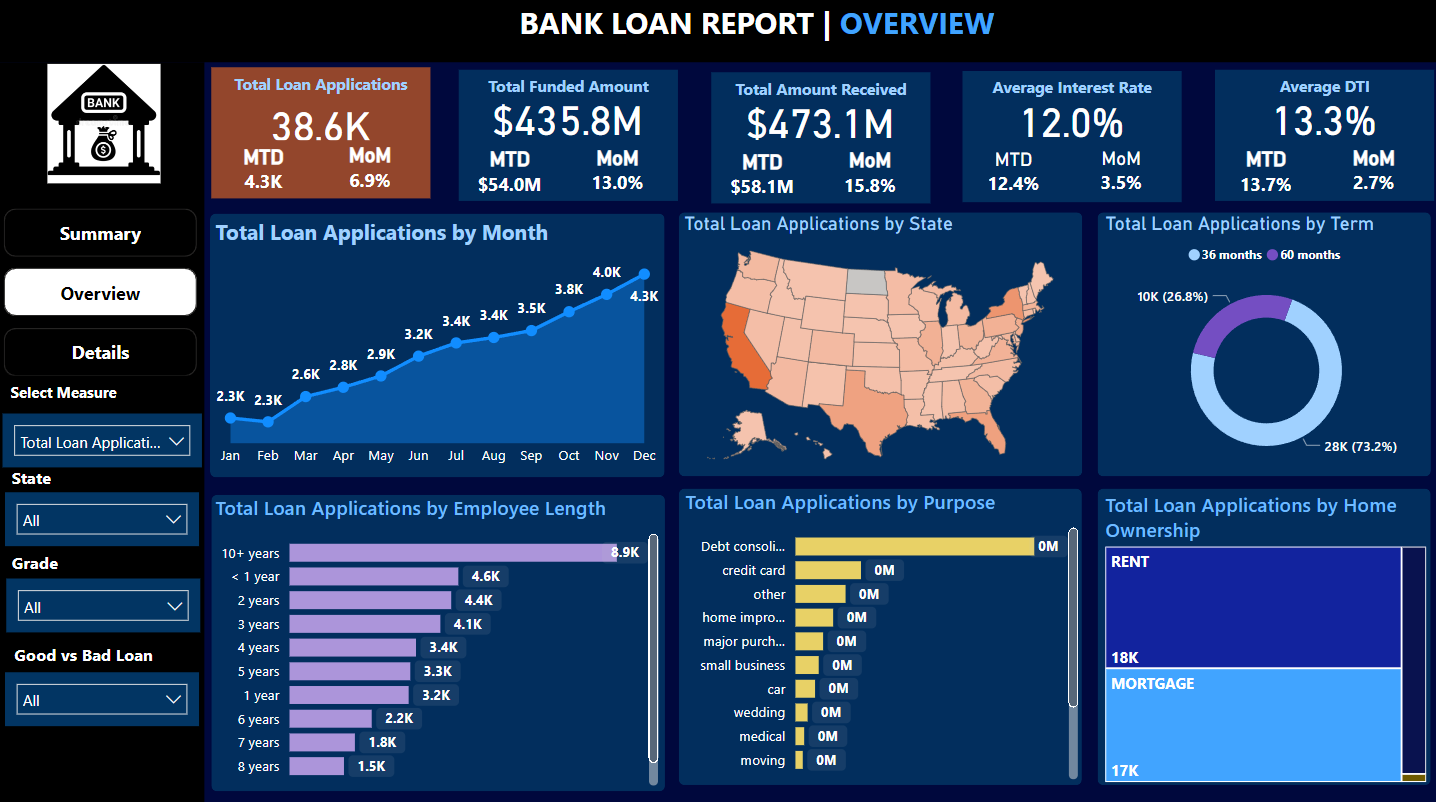 BANK LOAN REPORT | OVERVIEW
BANK
$
Summary
Overview
Details
Select Measure
Total Loan Applicati...
State
All
Grade
All
Good vs Bad Loan
All
Total Loan Applications
38.6K
MTD MoM
4.3K 6.9%
Total Funded Amount
$435.8M
MTD MoM
$54.0M 13.0%
Total Amount Received
$473.1M
MTD MoM
$58.1M 15.8%
Average Interest Rate
12.0%
MTD MoM
12.4% 3.5%
Average DTI
13.3%
MTD MoM
13.7% 2.7%
Total Loan Applications by Month
2.3K 2.3K 2.6K 2.8K 2.9K 3.2K 3.4K 3.4K 3.5K 3.8K 4.0K 4.3K
Jan Feb Mar Apr May Jun Jul Aug Sep Oct Nov Dec
Total Loan Applications by State
Total Loan Applications by Term
36 months 60 months
10K (26.8%)
28K (73.2%)
Total Loan Applications by Employee Length
10+ years 8.9K
< 1 year 4.6K
2 years 4.4K
3 years 4.1K
4 years 3.4K
5 years 3.3K
1 year 3.2K
6 years 2.2K
7 years 1.8K
8 years 1.5K
Total Loan Applications by Purpose
Debt consoli... 0M
credit card 0M
other 0M
home impro... 0M
major purch... 0M
small business 0M
car 0M
wedding 0M
medical 0M
moving 0M
Total Loan Applications by Home
Ownership
RENT
18K
MORTGAGE
17K